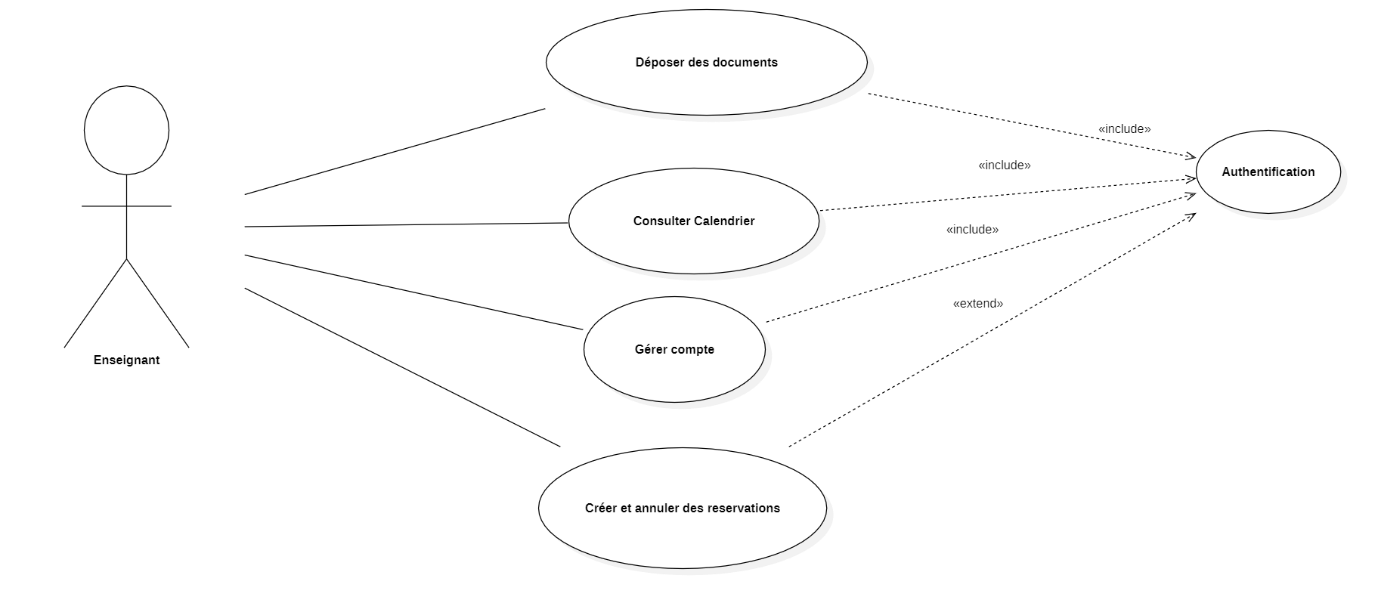 Déposer des documents
«include»
Authentification
«include»
Consulter Calendrier
«include»
«extend»
Gérer compte
Enseignant
Créer et annuler des reservations